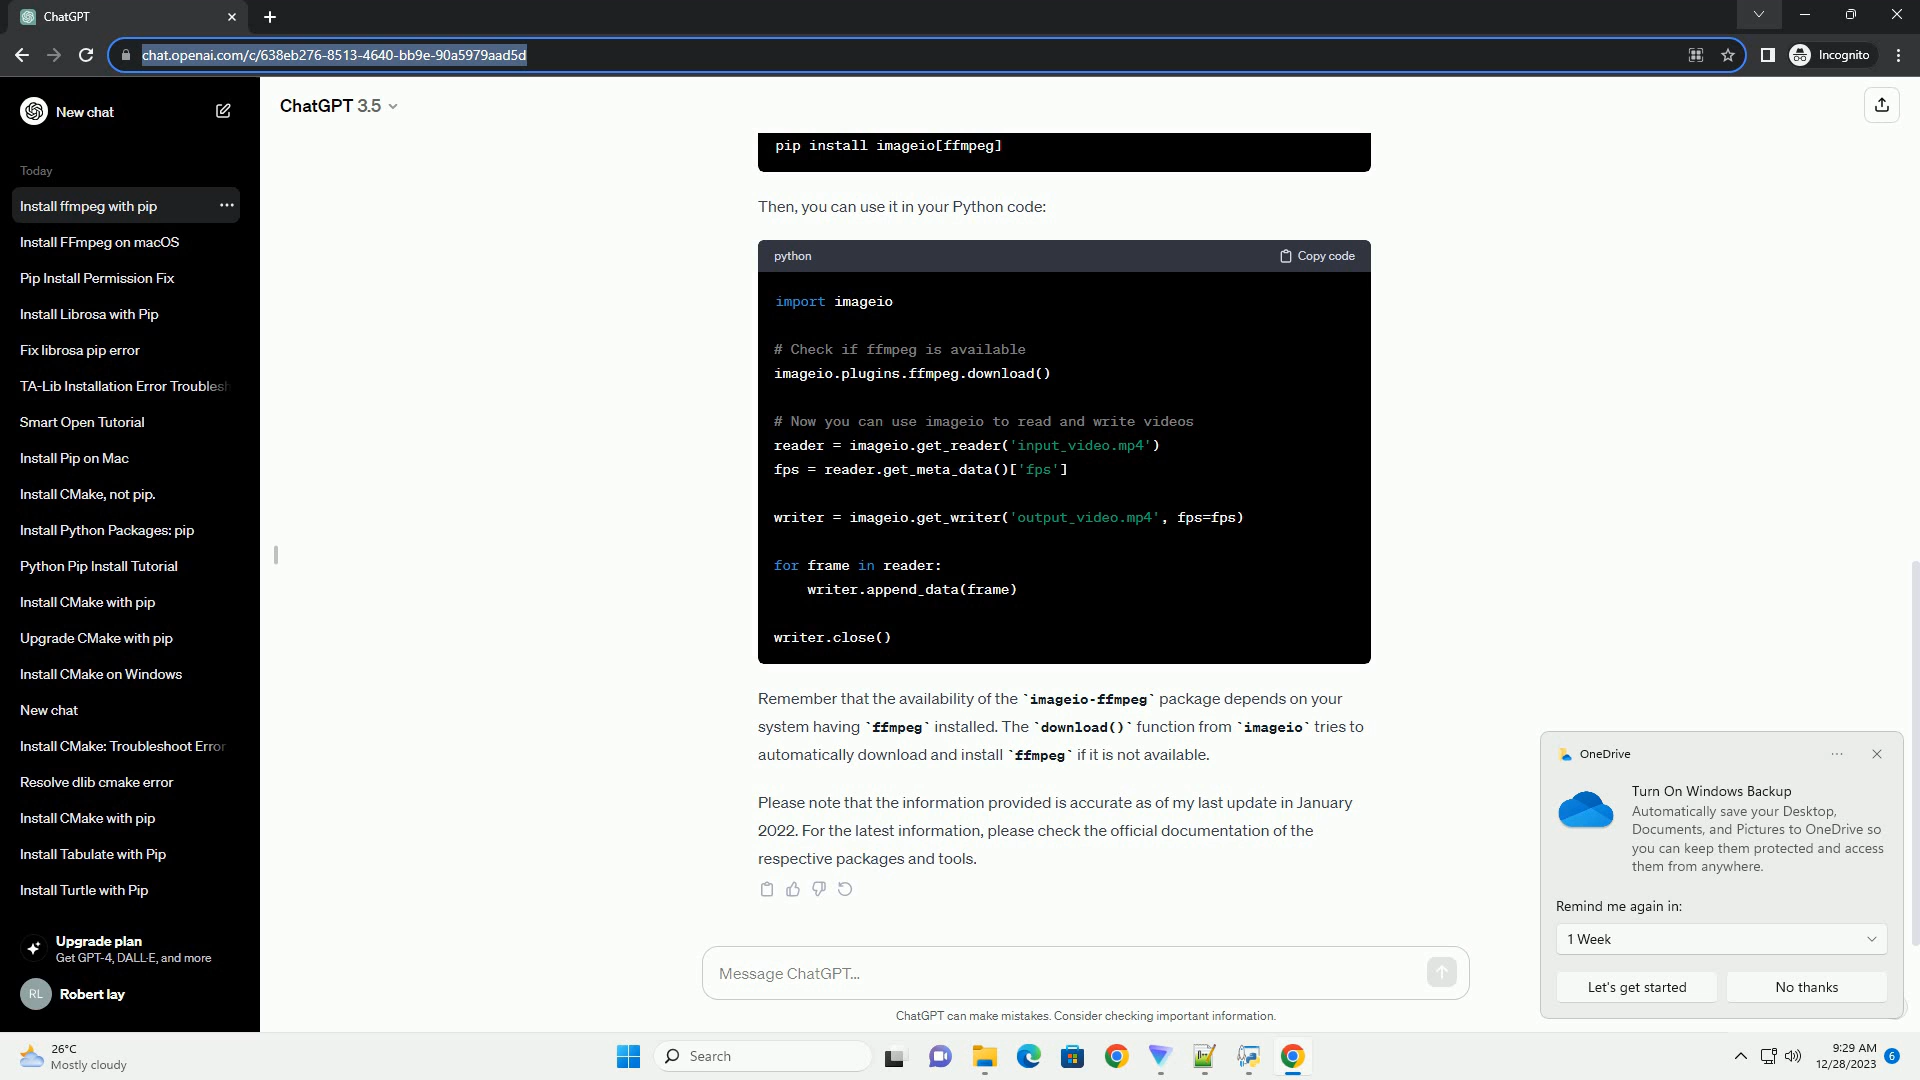 ChatGPT
chat.openai.com/c/638eb276-8513-4640-bb9e-90a5979aad5d
Incognito
New chat
ChatGPT 3.5
Today
Install ffmpeg with pip
Install FFmpeg on macOS
Pip Install Permission Fix
Install Librosa with Pip
Fix librosa pip error
TA-Lib Installation Error Troublesh
Smart Open Tutorial
Install Pip on Mac
Install CMake, not pip.
Install Python Packages: pip
Python Pip Install Tutorial
Install CMake with pip
Upgrade CMake with pip
Install CMake on Windows
New chat
Install CMake: Troubleshoot Error
Resolve dlib cmake error
Install CMake with pip
Install Tabulate with Pip
Install Turtle with Pip
Upgrade plan
Get GPT-4, DALL·E, and more
RL
Robert lay
pip install imageio[ffmpeg]
Then, you can use it in your Python code:
python
Copy code
import imageio
# Check if ffmpeg is available
imageio.plugins.ffmpeg.download()
# Now you can use imageio to read and write videos
reader = imageio.get_reader('input_video.mp4')
fps = reader.get_meta_data()['fps']
writer = imageio.get_writer('output_video.mp4', fps=fps)
for frame in reader:
writer.append_data(frame)
writer.close()
Remember that the availability of the `imageio-ffmpeg` package depends on your
system having `ffmpeg` installed. The `download()` function from `imageio` tries to
automatically download and install `ffmpeg` if it is not available.
Please note that the information provided is accurate as of my last update in January
2022. For the latest information, please check the official documentation of the
respective packages and tools.
Message ChatGPT...
ChatGPT can make mistakes. Consider checking important information.
OneDrive
Turn On Windows Backup
Automatically save your Desktop,
Documents, and Pictures to OneDrive so
you can keep them protected and access
them from anywhere.
Remind me again in:
1 Week
Let's get started
No thanks
26°C
Mostly cloudy
Search
9:29 AM
12/28/2023
6